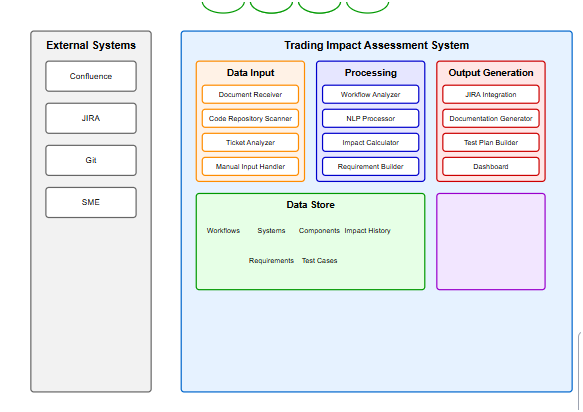 External Systems
Confluence
JIRA
Git
SME
Trading Impact Assessment System
Data Input
Document Receiver
Code Repository Scanner
Ticket Analyzer
Manual Input Handler
Processing
Workflow Analyzer
NLP Processor
Impact Calculator
Requirement Builder
Output Generation
JIRA Integration
Documentation Generator
Test Plan Builder
Dashboard
Data Store
Workflows Systems Components Impact History
Requirements Test Cases